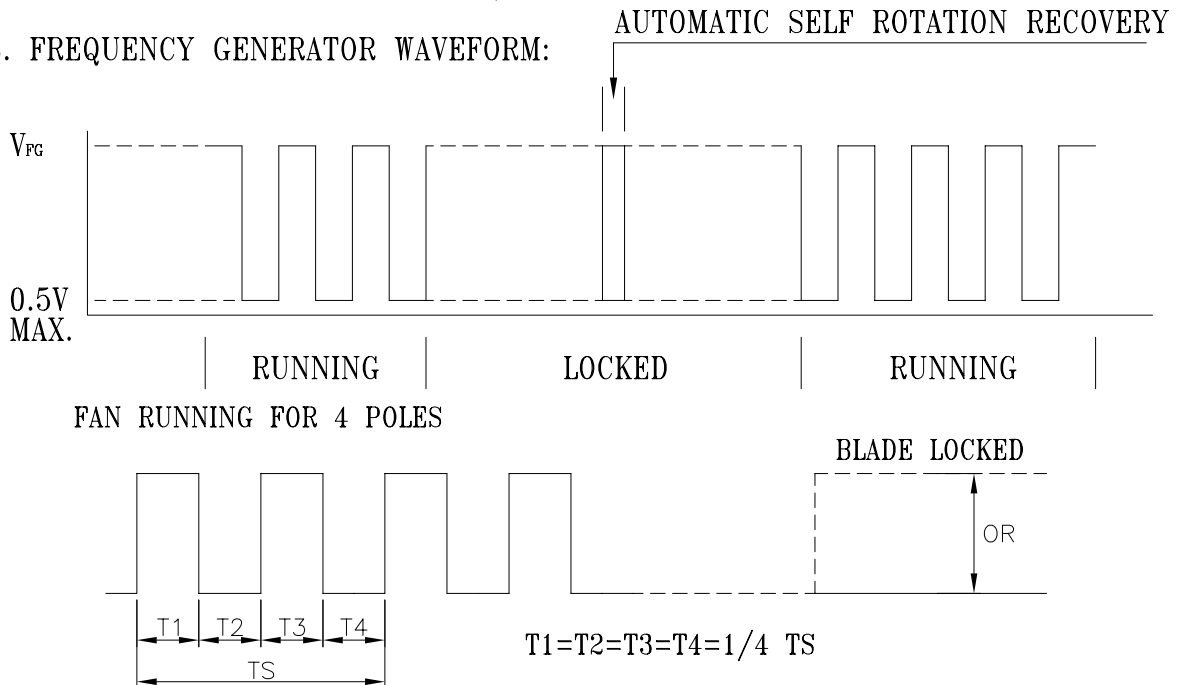 AUTOMATIC SELF ROTATION RECOVERY
. FREQUENCY GENERATOR WAVEFORM:
VFG
0.5V
MAX.
RUNNING
LOCKED
RUNNING
FAN RUNNING FOR 4 POLES
BLADE LOCKED
OR
T1
T2
T3
T4
TS
T1=T2=T3=T4=1/4 TS